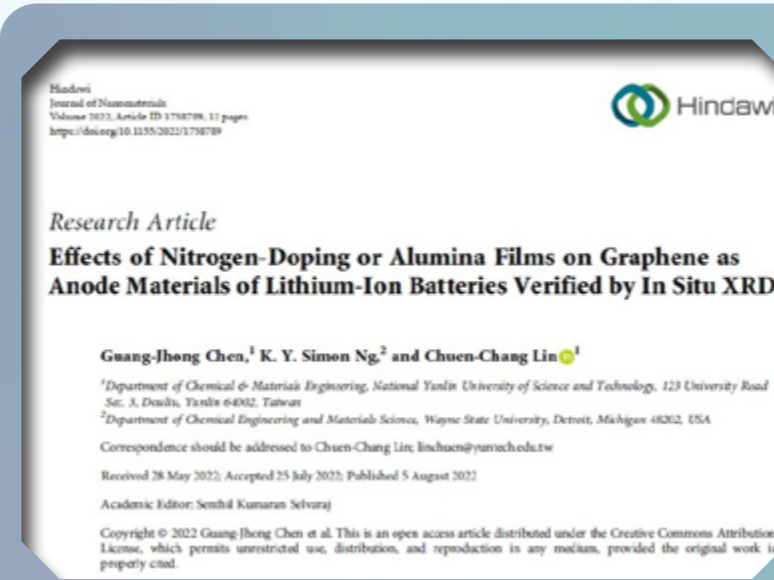 Hindawi
Journal of Nanomaterials
Volume 2022, Article ID 1758789, 12 pages
https://doi.org/10.1155/2022/1758789
Hindawi
Research Article
Effects of Nitrogen-Doping or Alumina Films on Graphene as
Anode Materials of Lithium-Ion Batteries Verified by In Situ XRD
Guang-Jhong Chen,1 K. Y. Simon Ng,2 and Chuen-Chang Lin 1
1Department of Chemical & Materials Engineering, National Yunlin University of Science and Technology, 123 University Road
Sec. 3, Douliu, Yunlin 64002, Taiwan
2Department of Chemical Engineering and Materials Science, Wayne State University, Detroit, Michigan 48202, USA
Correspondence should be addressed to Chuen-Chang Lin; linchuen@yuntech.edu.tw
Received 28 May 2022; Accepted 25 July 2022; Published 5 August 2022
Academic Editor: Senthil Kumaran Selvaraj
Copyright © 2022 Guang-Jhong Chen et al. This is an open access article distributed under the Creative Commons Attribution
License, which permits unrestricted use, distribution, and reproduction in any medium, provided the original work is
properly cited.